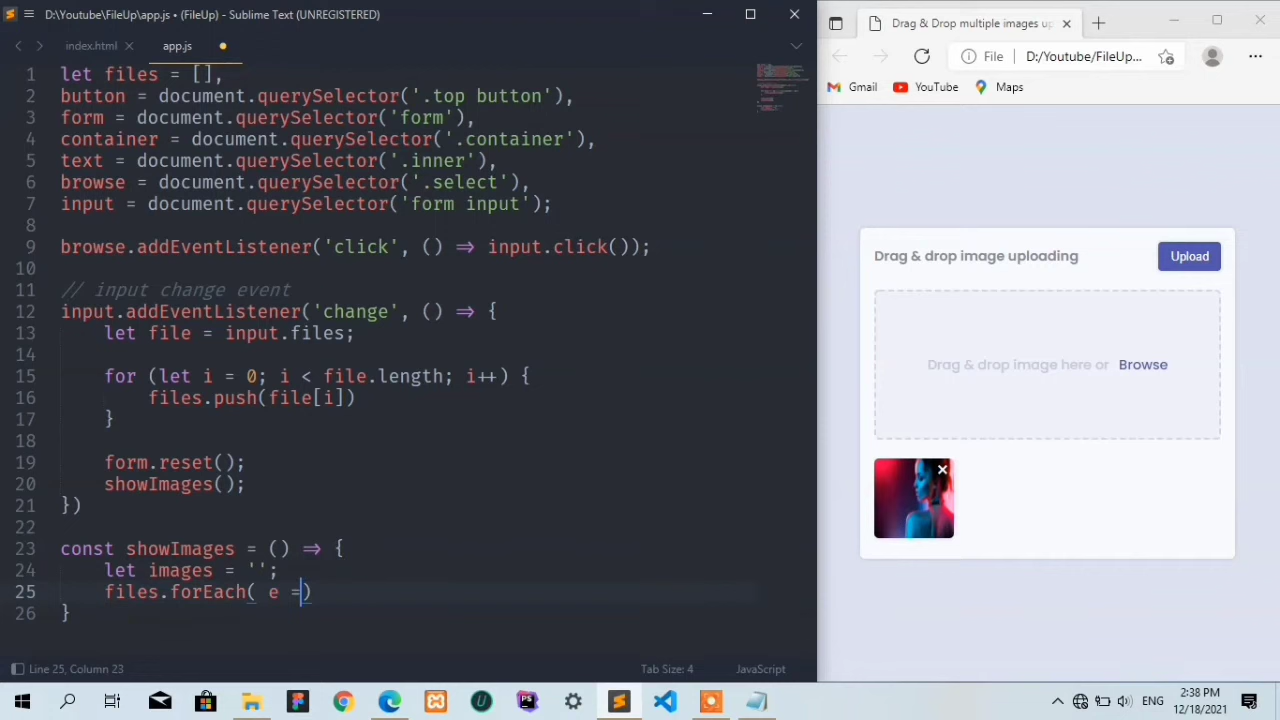 D:\Youtube\FileUp\app.js • (FileUp) - Sublime Text (UNREGISTERED)
index.html
app.js
1 let files = [],
2 button = document.querySelector('.top button'),
3 form = document.querySelector('form'),
4 container = document.querySelector('.container'),
5 text = document.querySelector('.inner'),
6 browse = document.querySelector('.select'),
7 input = document.querySelector('form input');
8
9 browse.addEventListener('click', () => input.click());
10
11 // input change event
12 input.addEventListener('change', () => {
13 let file = input.files;
14
15 for (let i = 0; i < file.length; i++) {
16 files.push(file[i])
17 }
18
19 form.reset();
20 showImages();
21 })
22
23 const showImages = () => {
24 let images = '';
25 files.forEach( e =)
26 }
Line 25, Column 23
Tab Size: 4
JavaScript
Drag & Drop multiple images up
File
D:/Youtube/FileUp...
Gmail
YouTube
Maps
Drag & drop image uploading
Upload
Drag & drop image here or Browse
ENG
2:38 PM
12/18/2021